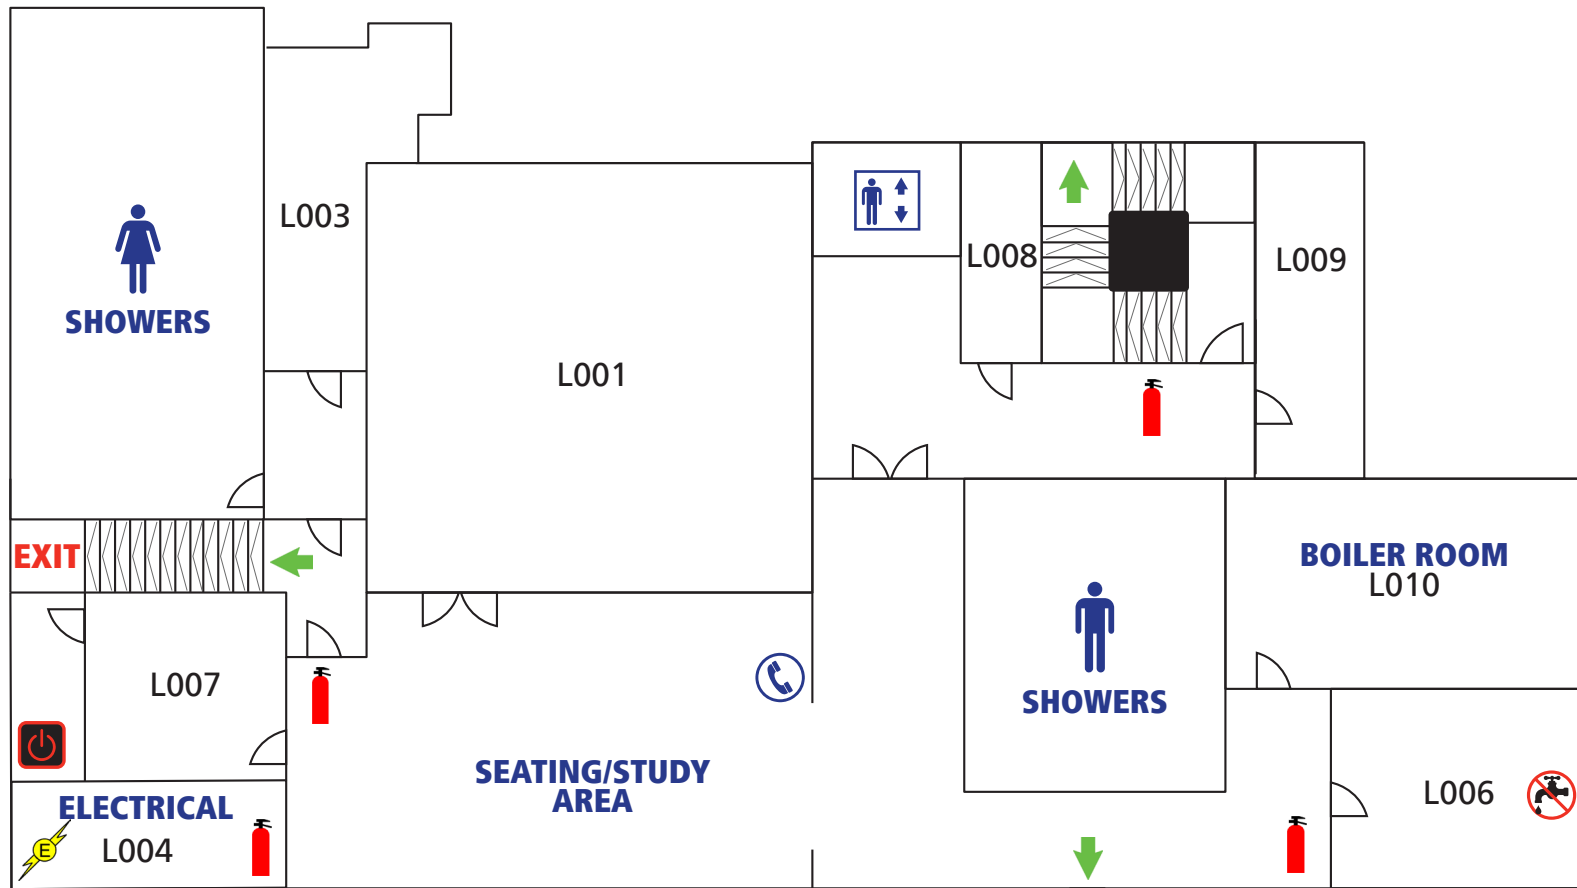 L003
L008
L009
SHOWERS
L001
EXIT
BOILER ROOM
L010
L007
SHOWERS
SEATING/STUDY
AREA
L006
ELECTRICAL
L004
E